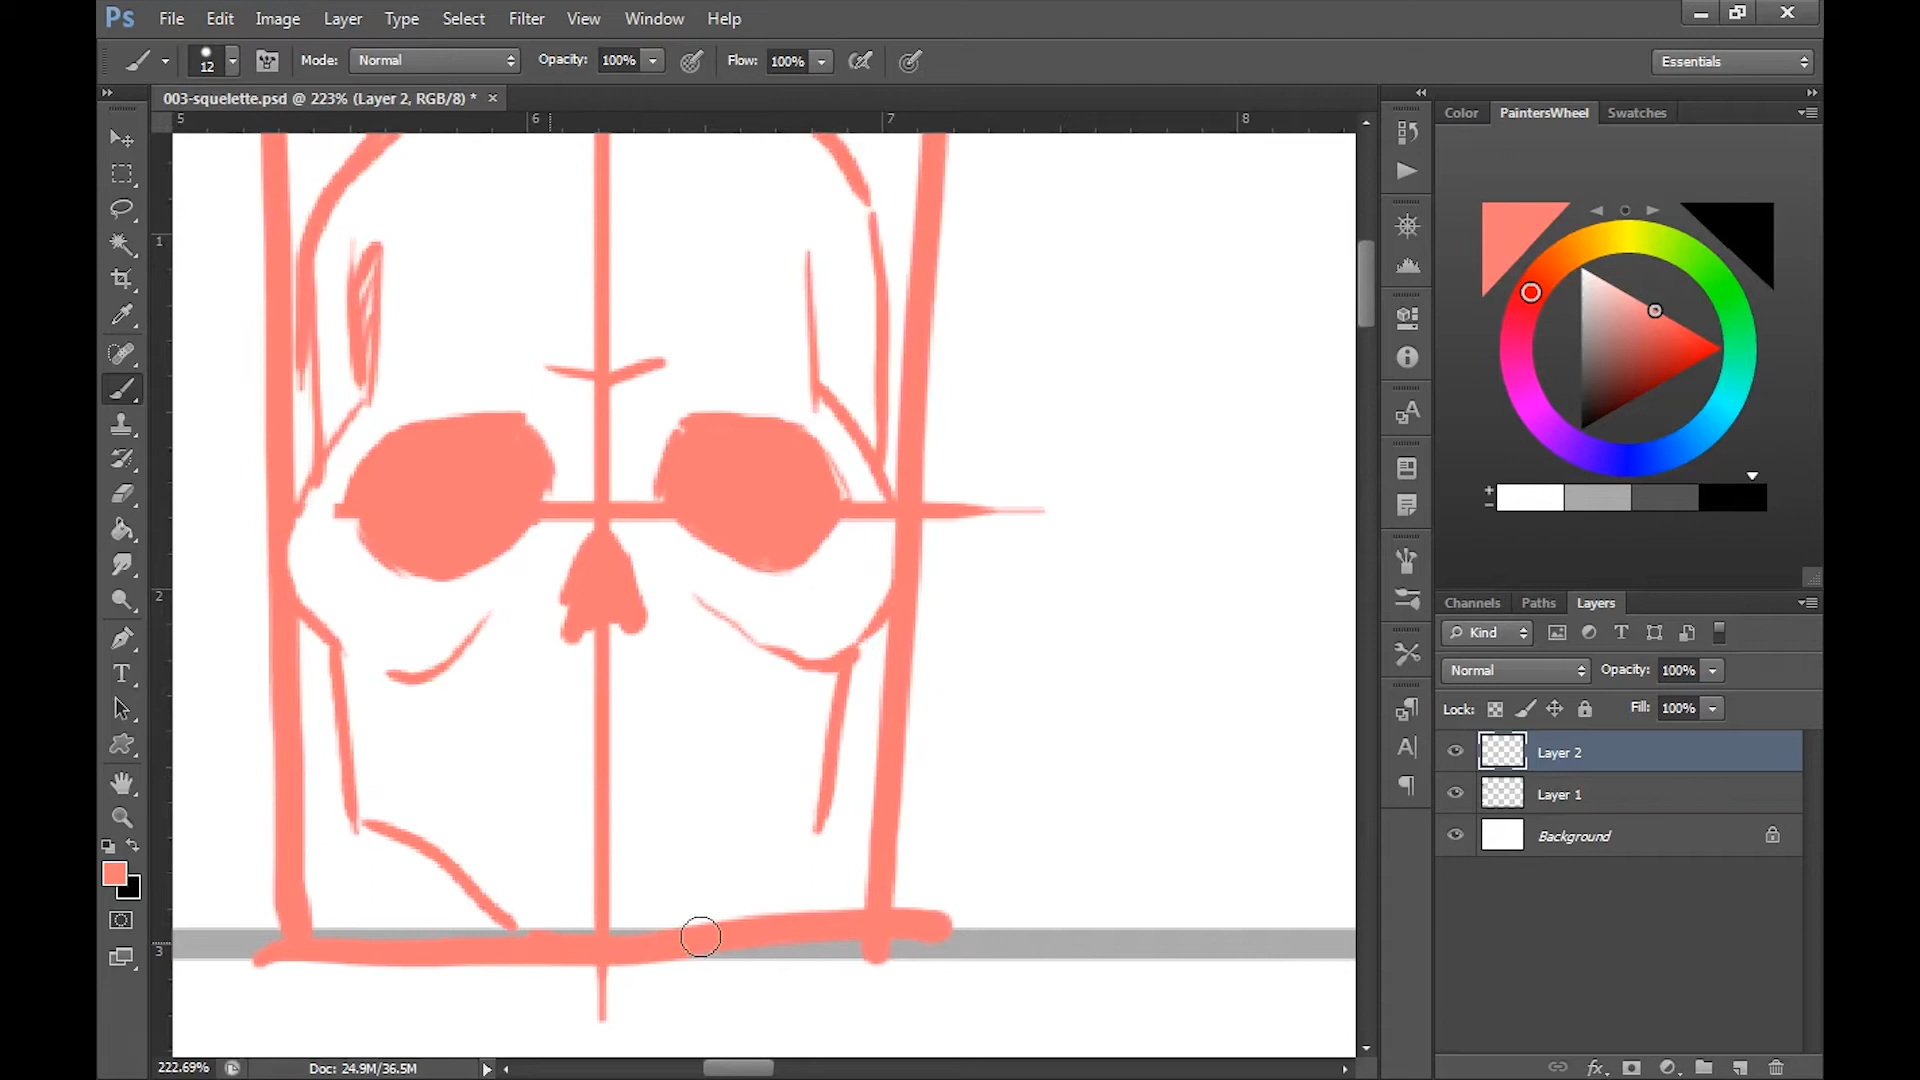 Ps File Edit Image Layer Type Select Filter View Window Help
12 Mode: Normal Opacity: 100% Flow: 100% Essentials
003-squelette.psd @ 223% (Layer 2, RGB/8) * ×
Color PaintersWheel Swatches
5 6 7 8
1
2
3
Channels Paths Layers
Kind
Normal Opacity: 100%
Lock: Fill: 100%
Layer 2
Layer 1
Background
222.69% Doc: 24.9M/36.5M